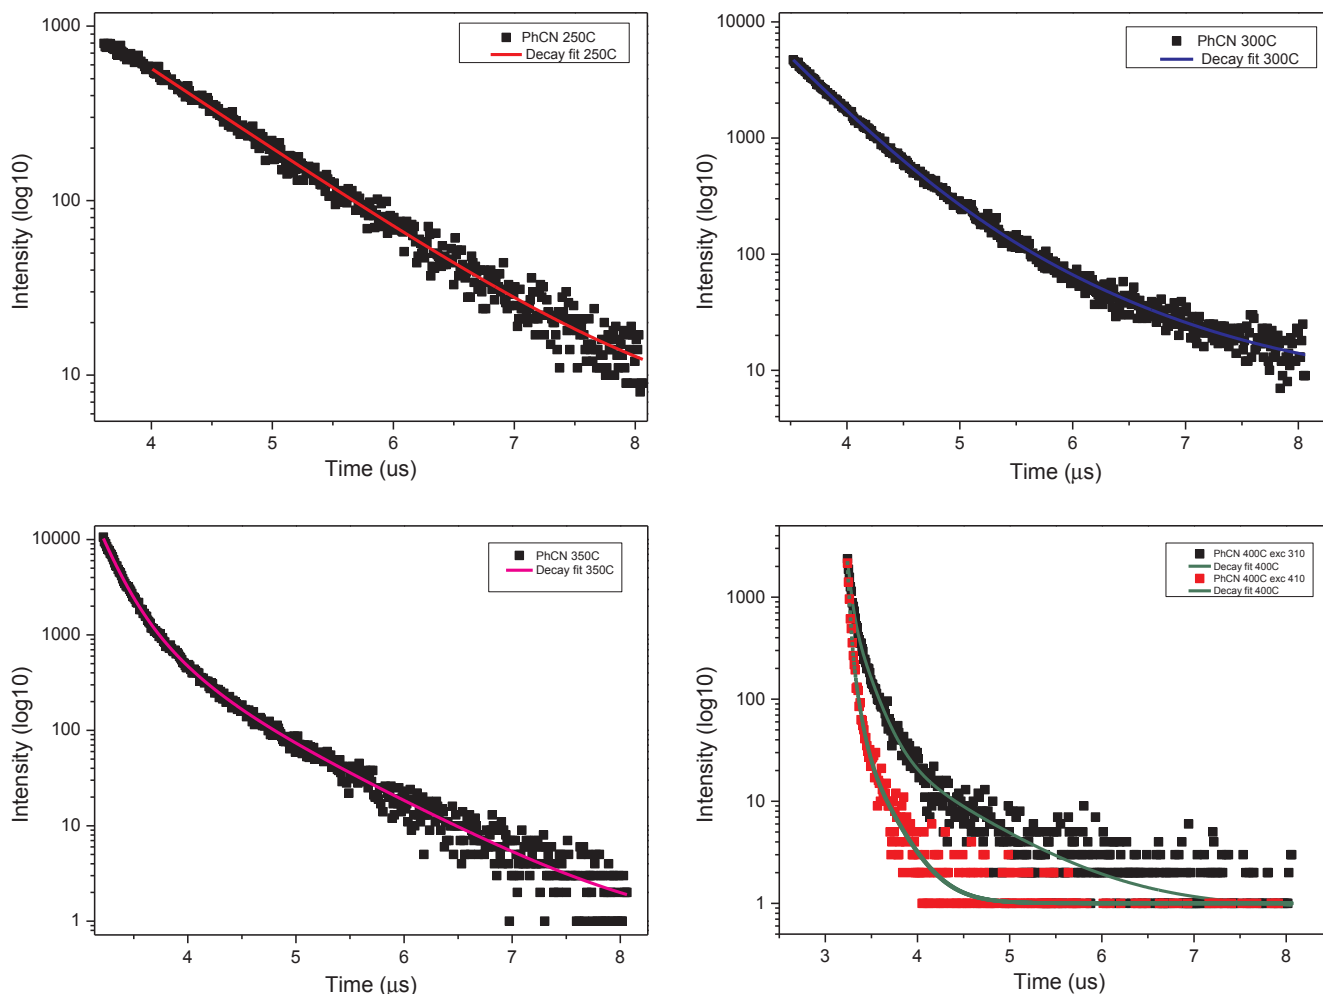 1000
100
10
Intensity (log10)
PhCN 250C
Decay fit 250C
4 5 6 7 8
Time (us)
10000
1000
100
10
Intensity (log10)
PhCN 300C
Decay fit 300C
4 5 6 7 8
Time (μs)
10000
1000
100
10
1
Intensity (log10)
PhCN 350C
Decay fit 350C
4 5 6 7 8
Time (μs)
1000
100
10
1
Intensity (log10)
PhCN 400C exc 310
Decay fit 400C
PhCN 400C exc 410
Decay fit 400C
3 4 5 6 7 8
Time (us)